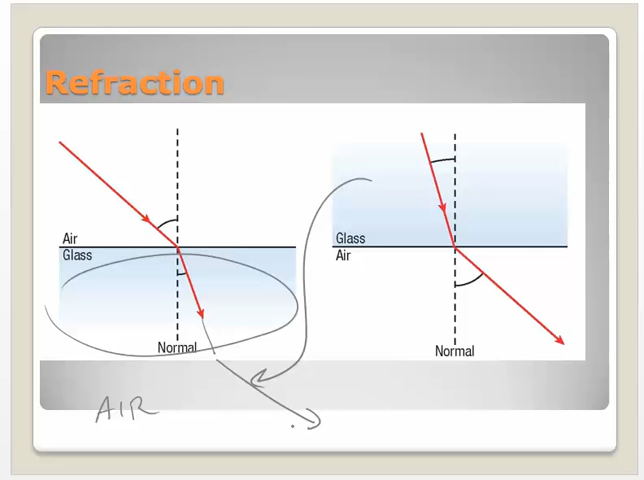 Refraction
Air
Glass
Normal
Glass
Air
Normal
AIR